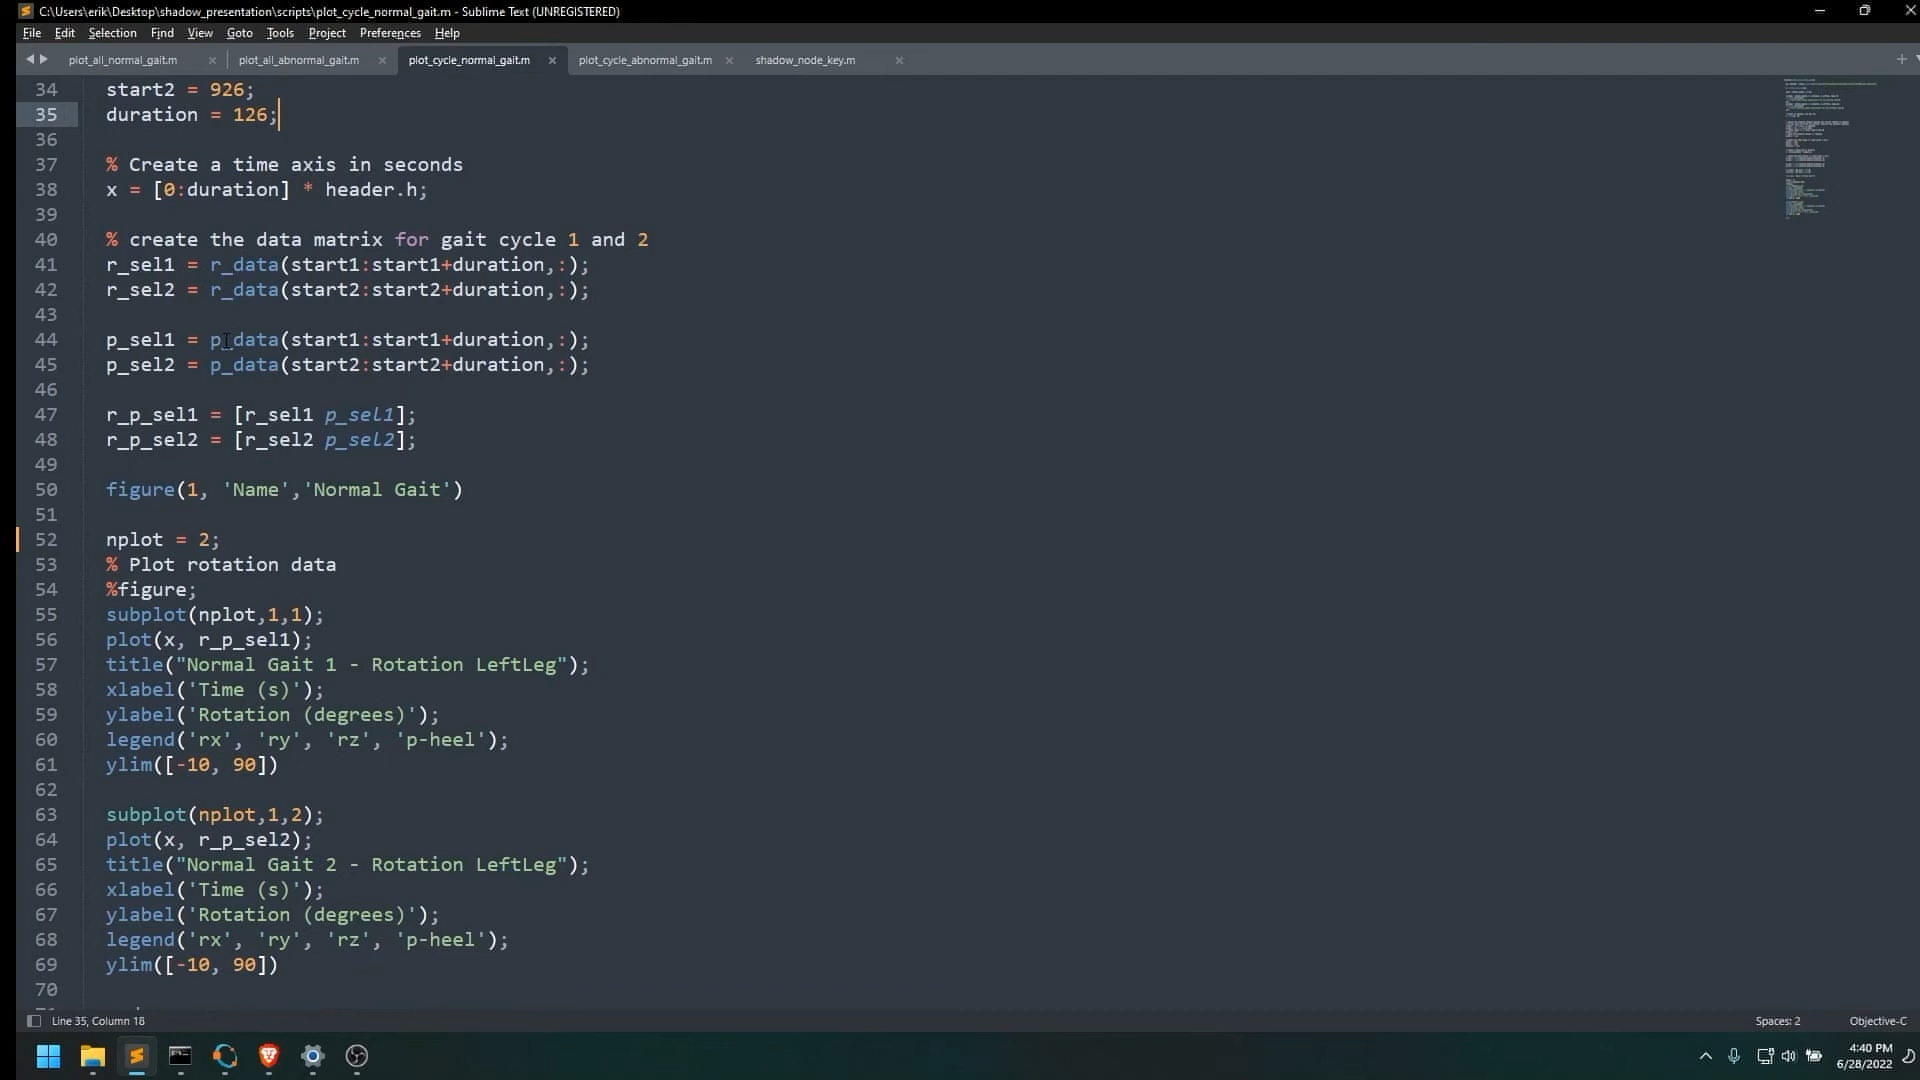 C:\Users\erik\Desktop\shadow_presentation\scripts\plot_cycle_normal_gait.m - Sublime Text (UNREGISTERED)
File Edit Selection Find View Goto Tools Project Preferences Help
plot_all_normal_gait.m plot_all_abnormal_gait.m plot_cycle_normal_gait.m plot_cycle_abnormal_gait.m shadow_node_key.m
34 start2 = 926;
35 duration = 126;
36
37 % Create a time axis in seconds
38 x = [0:duration] * header.h;
39
40 % create the data matrix for gait cycle 1 and 2
41 r_sel1 = r_data(start1:start1+duration,:);
42 r_sel2 = r_data(start2:start2+duration,:);
43
44 p_sel1 = p_data(start1:start1+duration,:);
45 p_sel2 = p_data(start2:start2+duration,:);
46
47 r_p_sel1 = [r_sel1 p_sel1];
48 r_p_sel2 = [r_sel2 p_sel2];
49
50 figure(1, 'Name','Normal Gait')
51
52 nplot = 2;
53 % Plot rotation data
54 %figure;
55 subplot(nplot,1,1);
56 plot(x, r_p_sel1);
57 title("Normal Gait 1 - Rotation LeftLeg");
58 xlabel('Time (s)');
59 ylabel('Rotation (degrees)');
60 legend('rx', 'ry', 'rz', 'p-heel');
61 ylim([-10, 90])
62
63 subplot(nplot,1,2);
64 plot(x, r_p_sel2);
65 title("Normal Gait 2 - Rotation LeftLeg");
66 xlabel('Time (s)');
67 ylabel('Rotation (degrees)');
68 legend('rx', 'ry', 'rz', 'p-heel');
69 ylim([-10, 90])
70
Line 35, Column 18 Spaces: 2 Objective-C
4:40 PM
6/28/2022